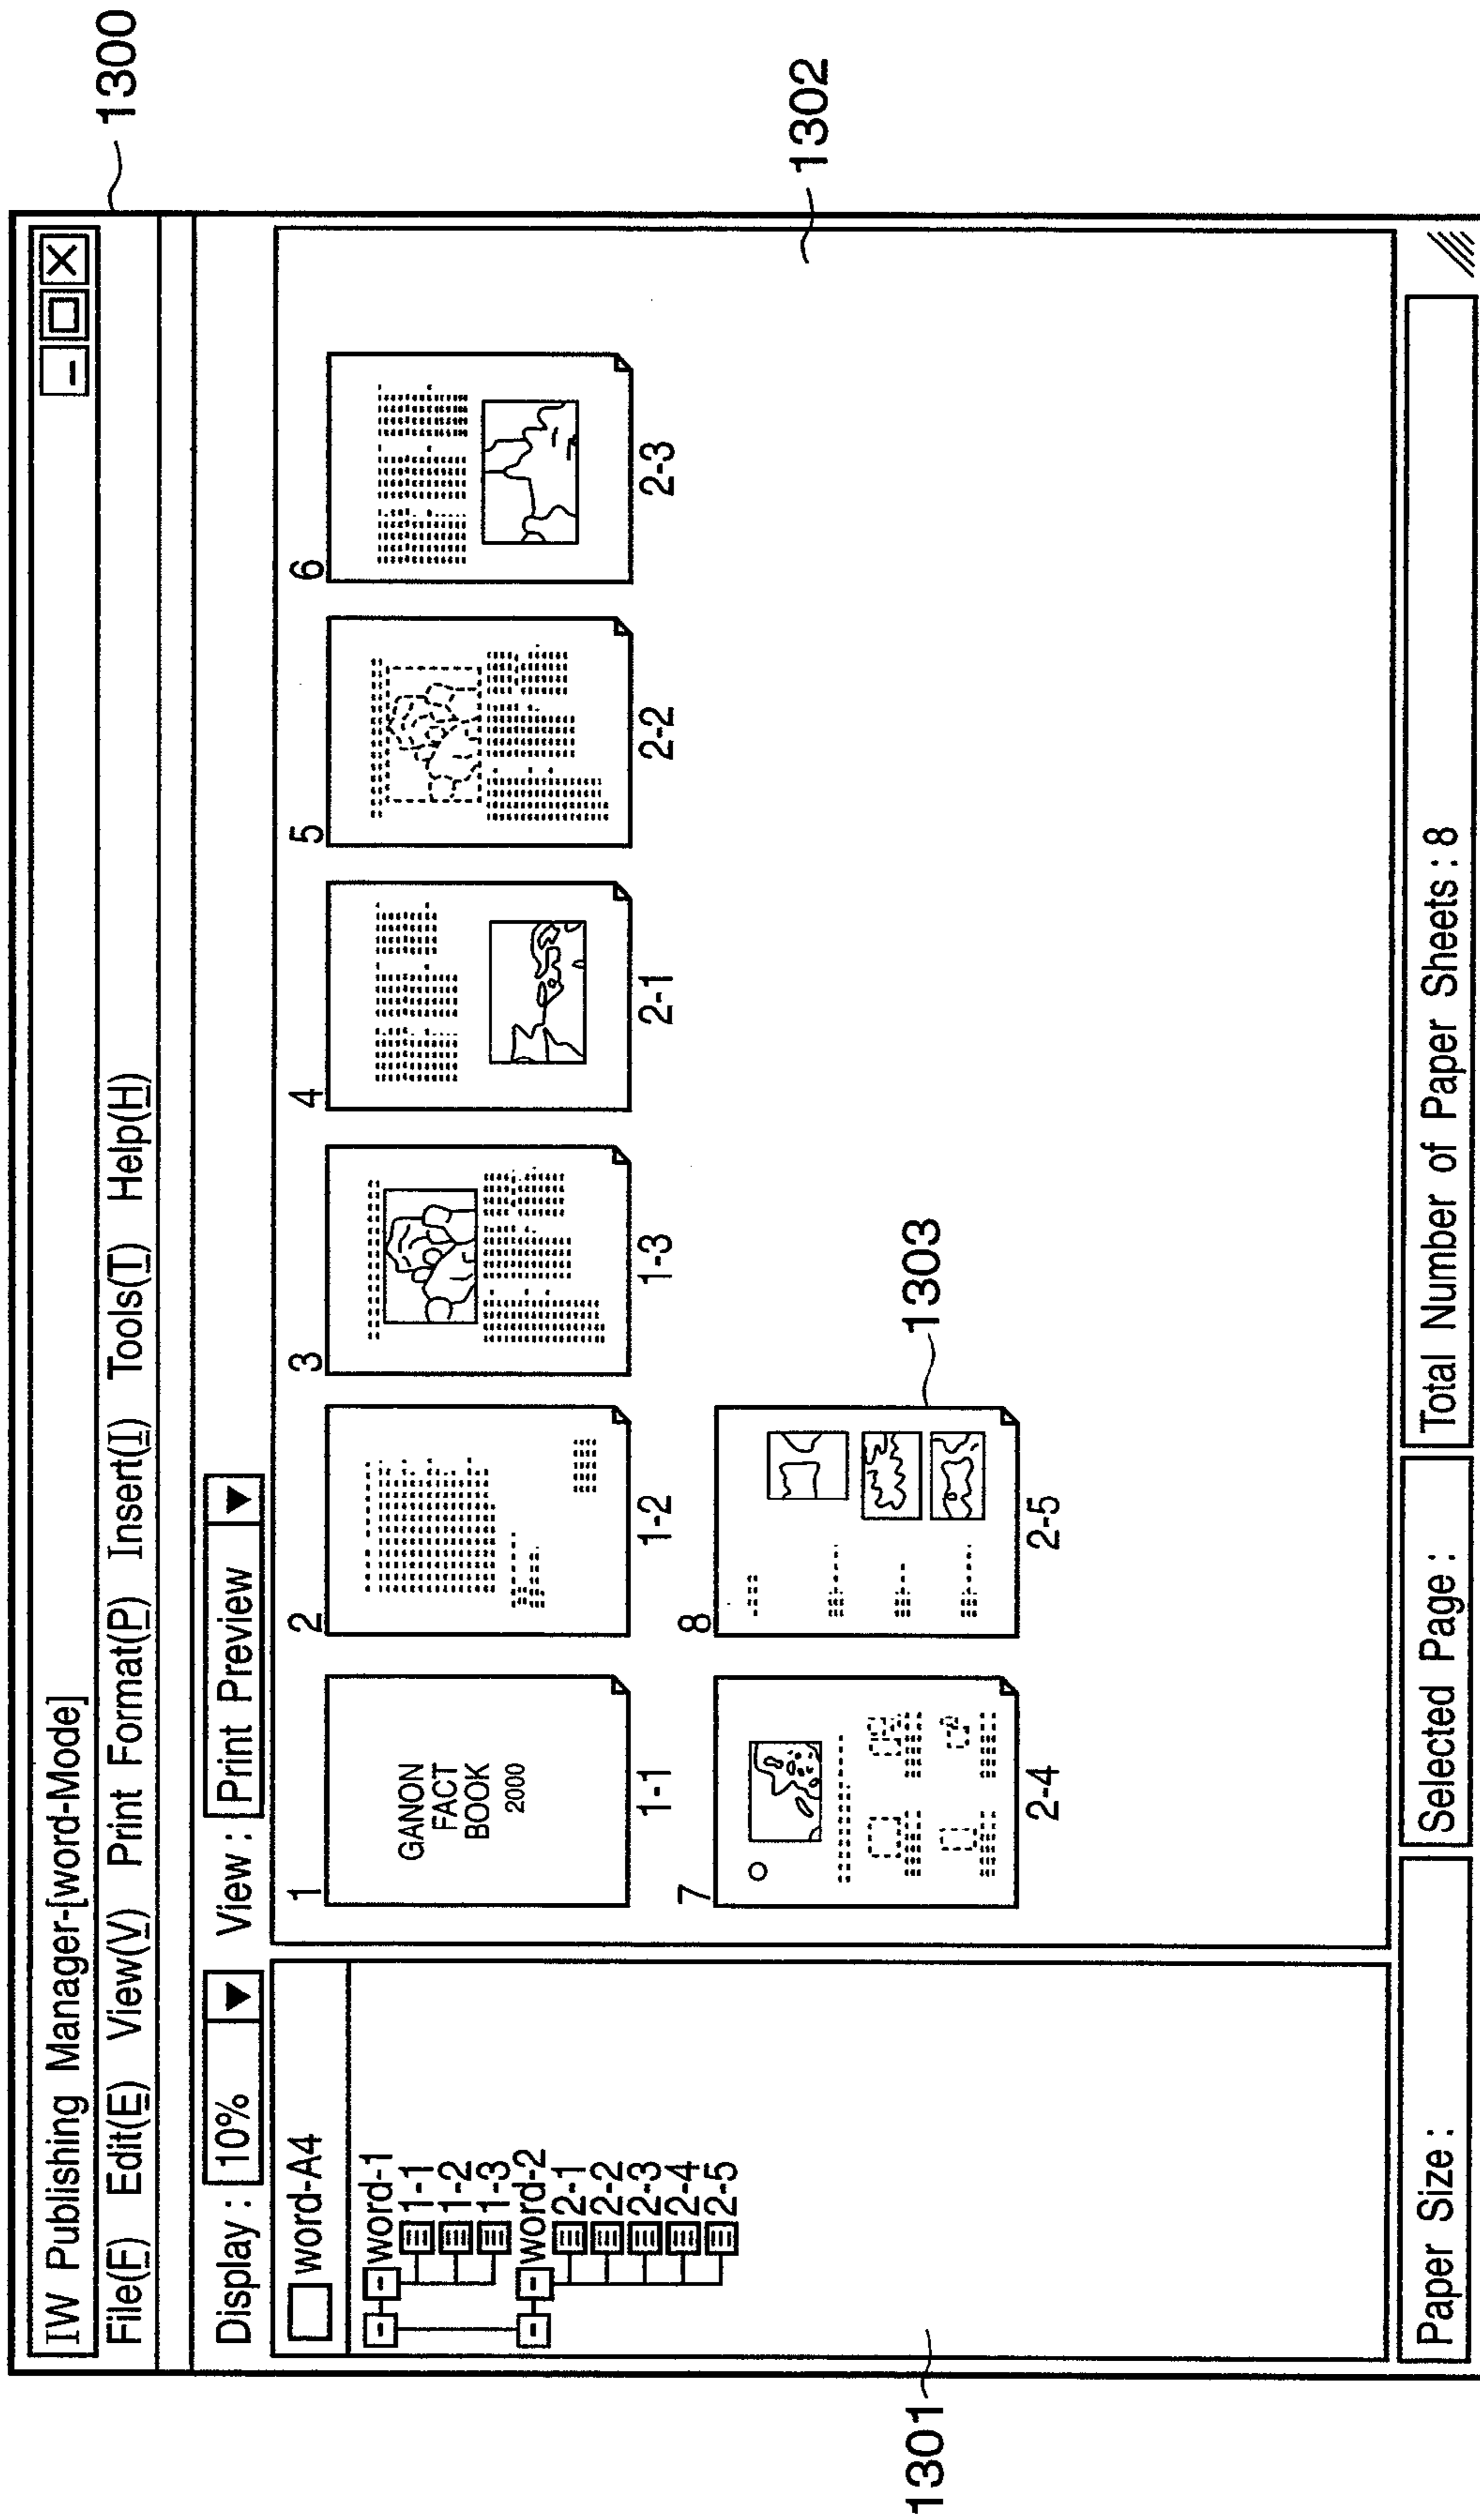 1300
IW Publishing Manager-[word-Mode]
File(F) Edit(E) View(V) Print Format(P) Insert(I) Tools(T) Help(H)
Display : 10% View : Print Preview
word-A4
word-1
1-1
1-2
1-3
word-2
2-1
2-2
2-3
2-4
2-5
1 2 3 4 5 6
GANON
FACT
BOOK
2000
1-1 1-2 1-3 2-1 2-2 2-3
1302
7 8
1303
2-4 2-5
1301
Paper Size : Selected Page : Total Number of Paper Sheets : 8